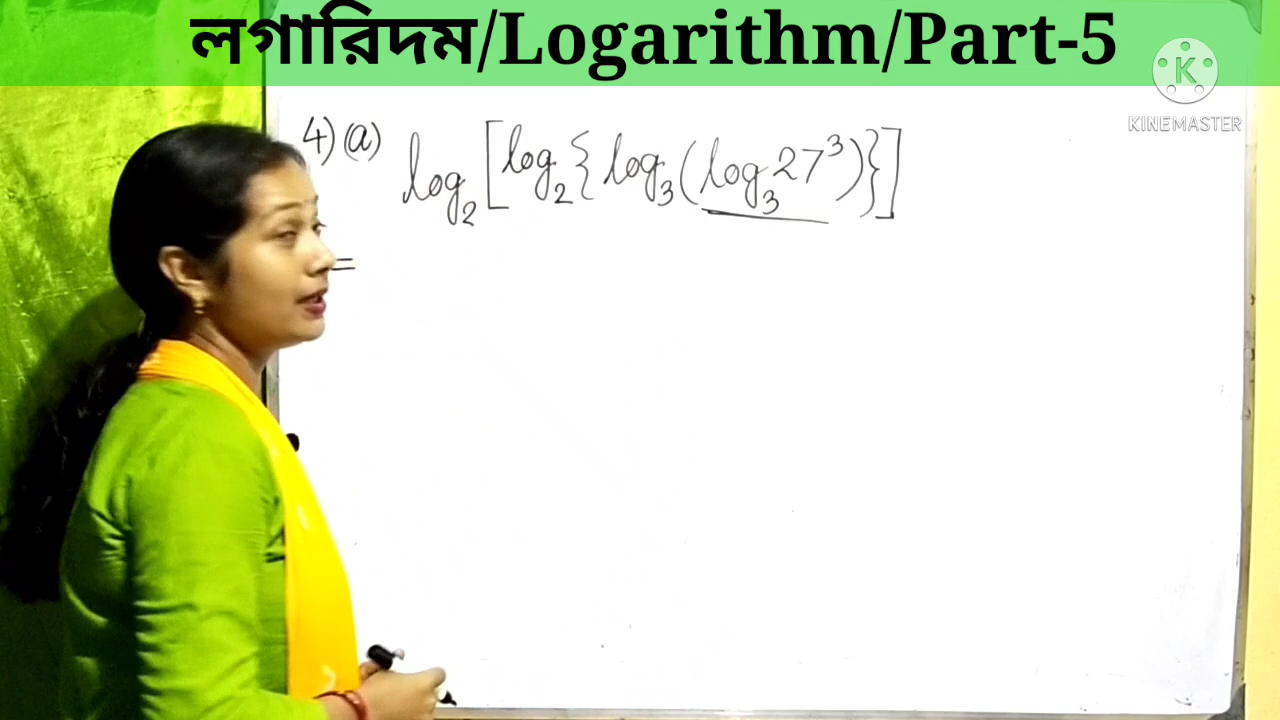 লগারিদম/Logarithm/Part-5
K
KINEMASTER
4) (a) log₂[log₂{log₃(log₃27³)}]
=